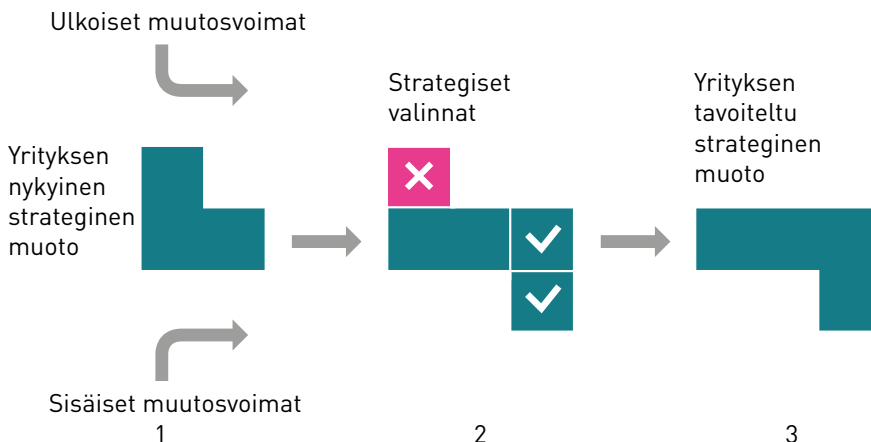 Ulkoiset muutosvoimat
Strategiset
valinnat
Yrityksen
tavoiteltu
strateginen
muoto
Yrityksen
nykyinen
strateginen
muoto
Sisäiset muutosvoimat
1
2
3